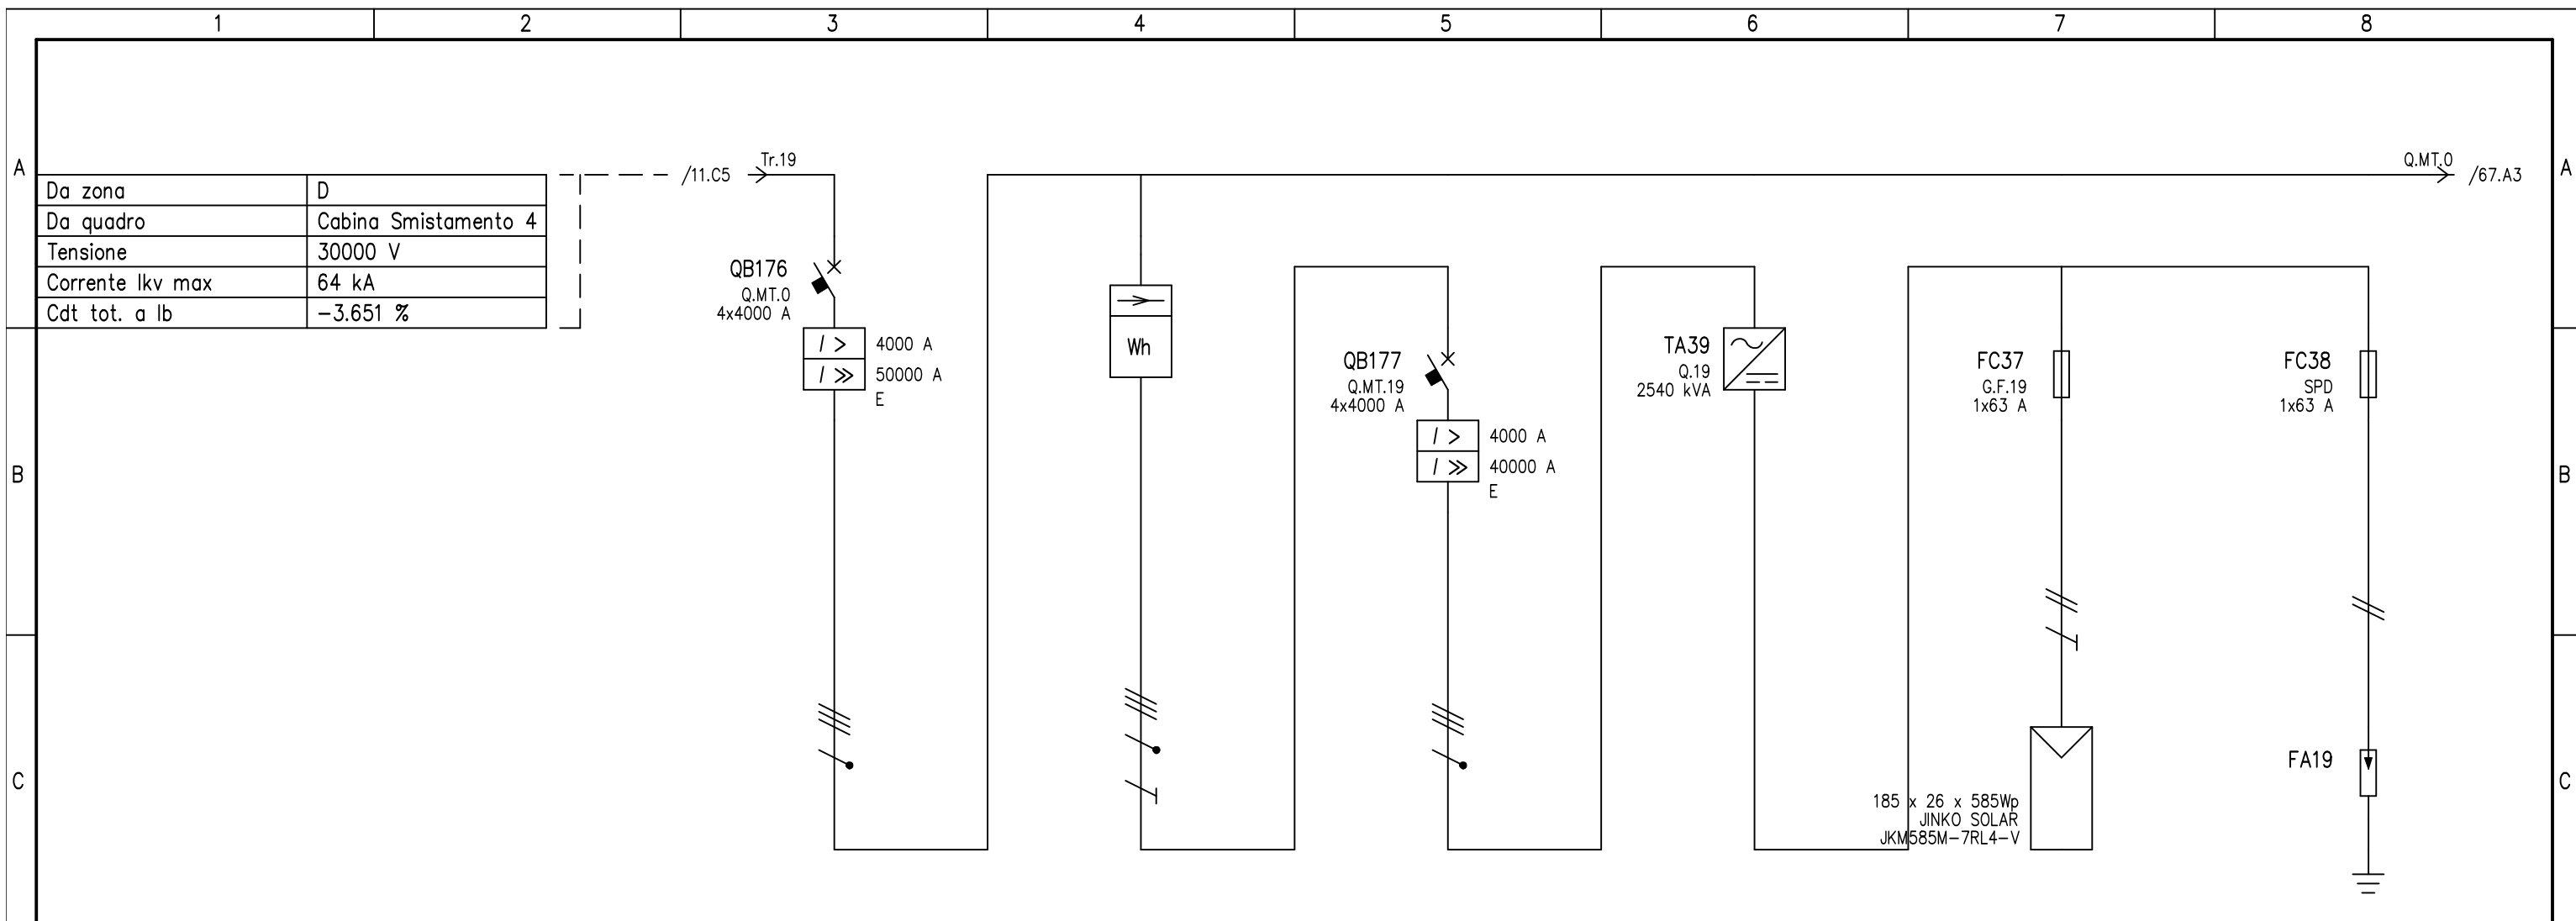 1 2 3 4 5 6 7 8
A A
Da zona D
Da quadro Cabina Smistamento 4
Tensione 30000 V
Corrente Ikv max 64 kA
Cdt tot. a Ib -3.651 %
/11.C5
Tr.19
Q.MT.0
/67.A3
QB176
Q.MT.0
4x4000 A
I > 4000 A
I >> 50000 A
E
Wh
QB177
Q.MT.19
4x4000 A
I > 4000 A
I >> 40000 A
E
TA39
Q.19
2540 kVA
FC37
G.F.19
1x63 A
FC38
SPD
1x63 A
B B
185 x 26 x 585Wp
JINKO SOLAR
JKM585M-7RL4-V
FA19
C C